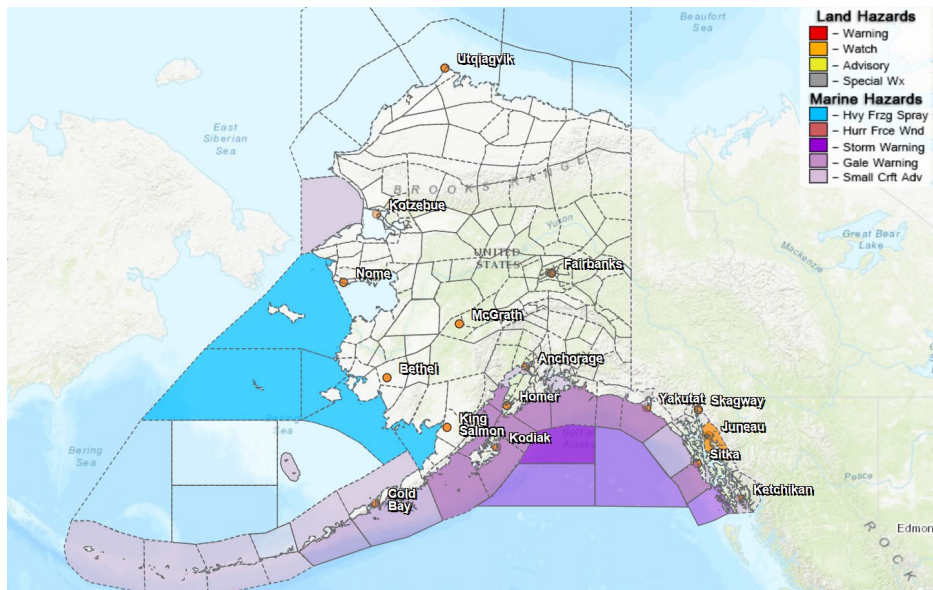 Beaufort
Sea
Land Hazards
– Warning
– Watch
– Advisory
– Special Wx
Marine Hazards
– Hvy Frzg Spray
– Hurr Frce Wnd
– Storm Warning
– Gale Warning
– Small Crft Adv
Utqiagvik
East
Siberian
Sea
BROOKS RANGE
Kotzebue
Yukon
Great Bear
Lake
Mackenzie
UNITED
STATES
Fairbanks
Nome
McGrath
Anchorage
Bethel
Homer
Yakutat
Skagway
King
Salmon
Juneau
Kodiak
Sea
Bering
Sea
Sitka
Peace
Cold
Bay
Ketchikan
Edmon
ROCK